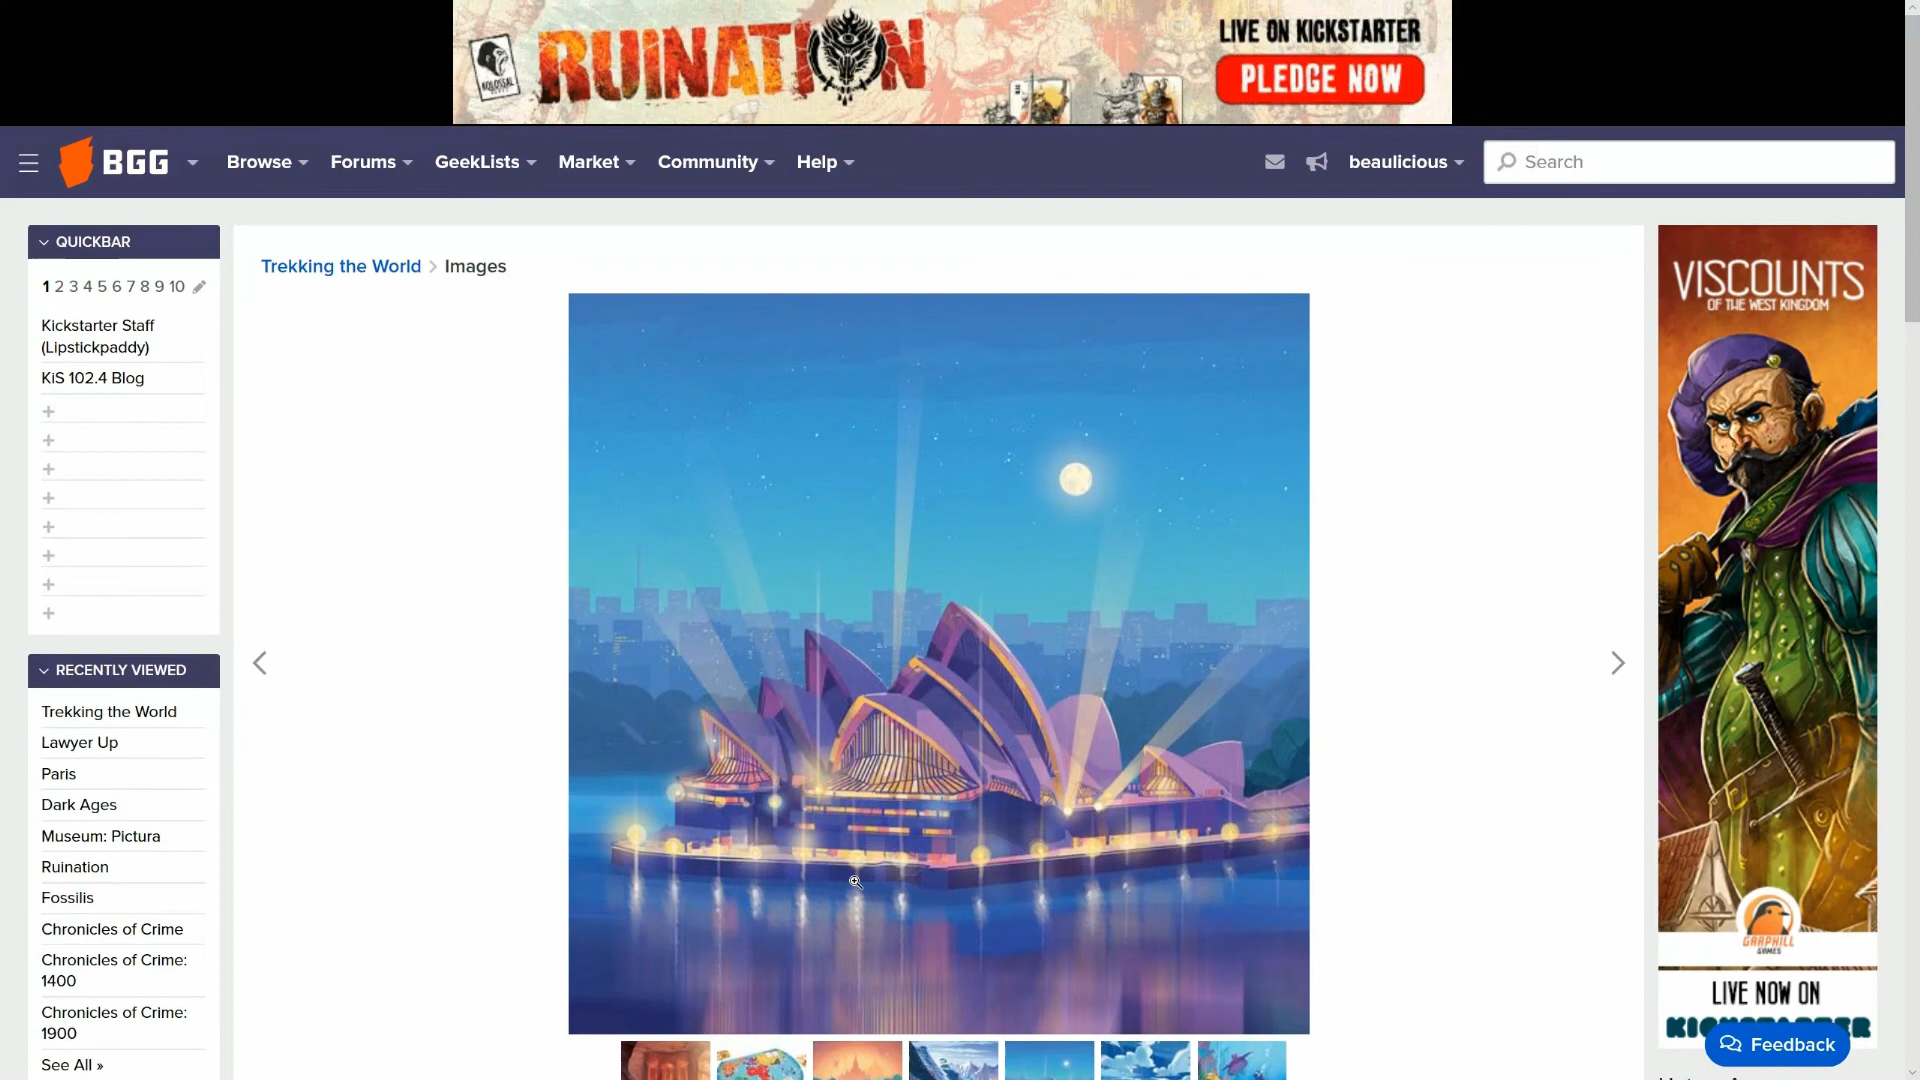 KOLOSSAL
RUINATION
LIVE ON KICKSTARTER
PLEDGE NOW
BGG
Browse
Forums
GeekLists
Market
Community
Help
beaulicious
Search
QUICKBAR
1 2 3 4 5 6 7 8 9 10
Kickstarter Staff
(Lipstickpaddy)
KiS 102.4 Blog
RECENTLY VIEWED
Trekking the World
Lawyer Up
Paris
Dark Ages
Museum: Pictura
Ruination
Fossilis
Chronicles of Crime
Chronicles of Crime:
1400
Chronicles of Crime:
1900
See All »
Trekking the World > Images
VISCOUNTS
OF THE WEST KINGDOM
GARPHILL
GAMES
LIVE NOW ON
KICKSTARTER
Feedback